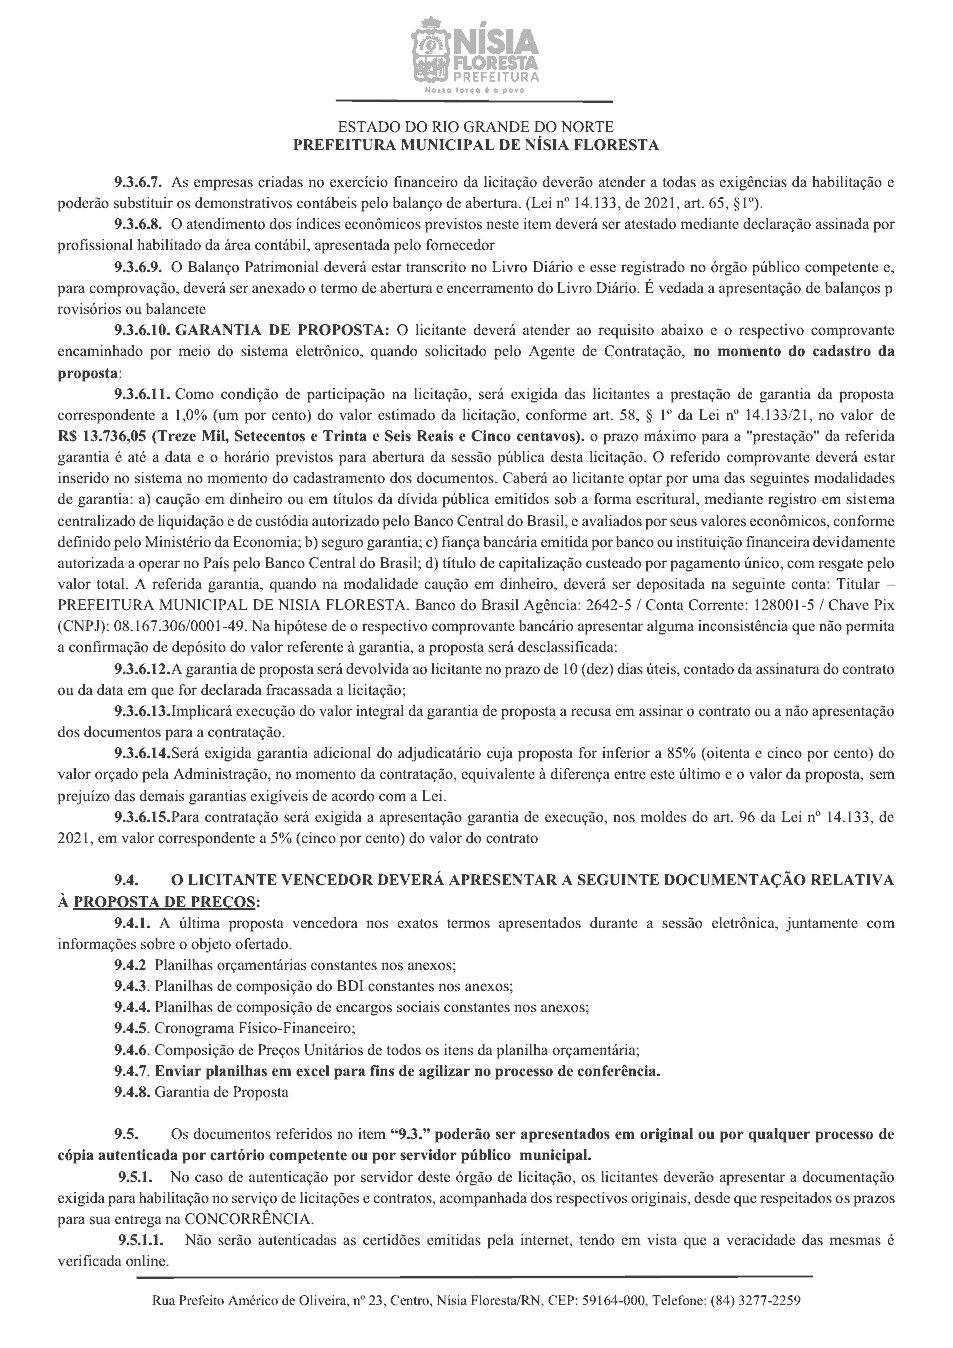 NÍSIA
FLORESTA
PREFEITURA
Nossa força é o povo
ESTADO DO RIO GRANDE DO NORTE
PREFEITURA MUNICIPAL DE NÍSIA FLORESTA
9.3.6.7. As empresas criadas no exercício financeiro da licitação deverão atender a todas as exigências da habilitação e
poderão substituir os demonstrativos contábeis pelo balanço de abertura. (Lei nº 14.133, de 2021, art. 65, §1º).
9.3.6.8. O atendimento dos índices econômicos previstos neste item deverá ser atestado mediante declaração assinada por
profissional habilitado da área contábil, apresentada pelo fornecedor
9.3.6.9. O Balanço Patrimonial deverá estar transcrito no Livro Diário e esse registrado no órgão público competente e,
para comprovação, deverá ser anexado o termo de abertura e encerramento do Livro Diário. É vedada a apresentação de balanços p
rovisórios ou balancete
9.3.6.10. GARANTIA DE PROPOSTA: O licitante deverá atender ao requisito abaixo e o respectivo comprovante
encaminhado por meio do sistema eletrônico, quando solicitado pelo Agente de Contratação, no momento do cadastro da
proposta:
9.3.6.11. Como condição de participação na licitação, será exigida das licitantes a prestação de garantia da proposta
correspondente a 1,0% (um por cento) do valor estimado da licitação, conforme art. 58, § 1º da Lei nº 14.133/21, no valor de
R$ 13.736,05 (Treze Mil, Setecentos e Trinta e Seis Reais e Cinco centavos). o prazo máximo para a "prestação" da referida
garantia é até a data e o horário previstos para abertura da sessão pública desta licitação. O referido comprovante deverá estar
inserido no sistema no momento do cadastramento dos documentos. Caberá ao licitante optar por uma das seguintes modalidades
de garantia: a) caução em dinheiro ou em títulos da dívida pública emitidos sob a forma escritural, mediante registro em sistema
centralizado de liquidação e de custódia autorizado pelo Banco Central do Brasil, e avaliados por seus valores econômicos, conforme
definido pelo Ministério da Economia; b) seguro garantia; c) fiança bancária emitida por banco ou instituição financeira devidamente
autorizada a operar no País pelo Banco Central do Brasil; d) título de capitalização custeado por pagamento único, com resgate pelo
valor total. A referida garantia, quando na modalidade caução em dinheiro, deverá ser depositada na seguinte conta: Titular –
PREFEITURA MUNICIPAL DE NISIA FLORESTA. Banco do Brasil Agência: 2642-5 / Conta Corrente: 128001-5 / Chave Pix
(CNPJ): 08.167.306/0001-49. Na hipótese de o respectivo comprovante bancário apresentar alguma inconsistência que não permita
a confirmação de depósito do valor referente à garantia, a proposta será desclassificada:
9.3.6.12.A garantia de proposta será devolvida ao licitante no prazo de 10 (dez) dias úteis, contado da assinatura do contrato
ou da data em que for declarada fracassada a licitação;
9.3.6.13.Implicará execução do valor integral da garantia de proposta a recusa em assinar o contrato ou a não apresentação
dos documentos para a contratação.
9.3.6.14.Será exigida garantia adicional do adjudicatário cuja proposta for inferior a 85% (oitenta e cinco por cento) do
valor orçado pela Administração, no momento da contratação, equivalente à diferença entre este último e o valor da proposta, sem
prejuízo das demais garantias exigíveis de acordo com a Lei.
9.3.6.15.Para contratação será exigida a apresentação garantia de execução, nos moldes do art. 96 da Lei nº 14.133, de
2021, em valor correspondente a 5% (cinco por cento) do valor do contrato
9.4. O LICITANTE VENCEDOR DEVERÁ APRESENTAR A SEGUINTE DOCUMENTAÇÃO RELATIVA
À PROPOSTA DE PREÇOS:
9.4.1. A última proposta vencedora nos exatos termos apresentados durante a sessão eletrônica, juntamente com
informações sobre o objeto ofertado.
9.4.2 Planilhas orçamentárias constantes nos anexos;
9.4.3. Planilhas de composição do BDI constantes nos anexos;
9.4.4. Planilhas de composição de encargos sociais constantes nos anexos;
9.4.5. Cronograma Físico-Financeiro;
9.4.6. Composição de Preços Unitários de todos os itens da planilha orçamentária;
9.4.7. Enviar planilhas em excel para fins de agilizar no processo de conferência.
9.4.8. Garantia de Proposta
9.5. Os documentos referidos no item “9.3.” poderão ser apresentados em original ou por qualquer processo de
cópia autenticada por cartório competente ou por servidor público municipal.
9.5.1. No caso de autenticação por servidor deste órgão de licitação, os licitantes deverão apresentar a documentação
exigida para habilitação no serviço de licitações e contratos, acompanhada dos respectivos originais, desde que respeitados os prazos
para sua entrega na CONCORRÊNCIA.
9.5.1.1. Não serão autenticadas as certidões emitidas pela internet, tendo em vista que a veracidade das mesmas é
verificada online.
Rua Prefeito Américo de Oliveira, nº 23, Centro, Nísia Floresta/RN, CEP: 59164-000, Telefone: (84) 3277-2259